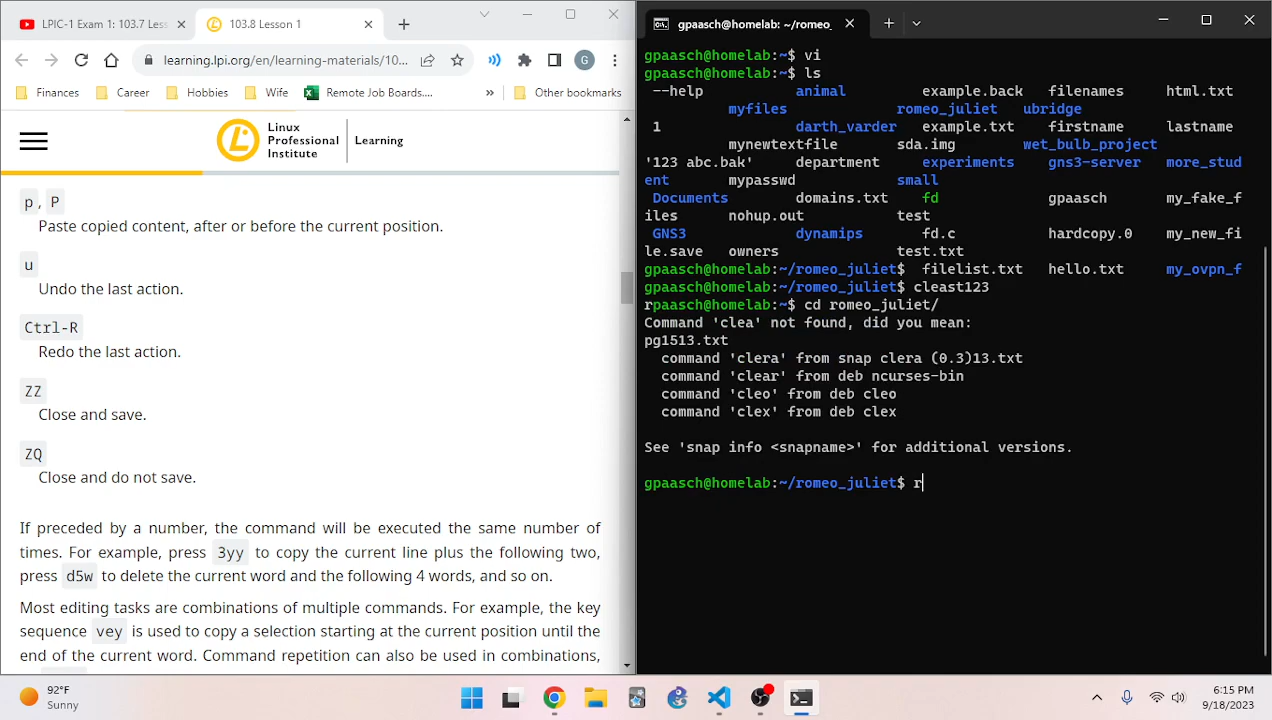 LPIC-1 Exam 1: 103.7 Les
103.8 Lesson 1
learning.lpi.org/en/learning-materials/10...
G
Finances
Career
Hobbies
Wife
Remote Job Boards....
»
Other bookmarks
Linux
Professional
Institute
Learning
p , P
Paste copied content, after or before the current position.
u
Undo the last action.
Ctrl-R
Redo the last action.
ZZ
Close and save.
ZQ
Close and do not save.
If preceded by a number, the command will be executed the same number of
times. For example, press 3yy to copy the current line plus the following two,
press d5w to delete the current word and the following 4 words, and so on.
Most editing tasks are combinations of multiple commands. For example, the key
sequence vey is used to copy a selection starting at the current position until the
end of the current word. Command repetition can also be used in combinations,
gpaasch@homelab: ~/romeo_
gpaasch@homelab:~$ vi
gpaasch@homelab:~$ ls
--help animal example.back filenames html.txt
myfiles romeo_juliet ubridge
1 darth_varder example.txt firstname lastname
mynewtextfile sda.img wet_bulb_project
'123 abc.bak' department experiments gns3-server more_stud
ent mypasswd small
Documents domains.txt fd gpaasch my_fake_f
iles nohup.out test
GNS3 dynamips fd.c hardcopy.0 my_new_fi
le.save owners test.txt
gpaasch@homelab:~/romeo_juliet$ filelist.txt hello.txt my_ovpn_f
gpaasch@homelab:~/romeo_juliet$ cleast123
rpaasch@homelab:~$ cd romeo_juliet/
Command 'clea' not found, did you mean:
pg1513.txt
command 'clera' from snap clera (0.3)13.txt
command 'clear' from deb ncurses-bin
command 'cleo' from deb cleo
command 'clex' from deb clex
See 'snap info <snapname>' for additional versions.
gpaasch@homelab:~/romeo_juliet$ r
92°F
Sunny
6:15 PM
9/18/2023